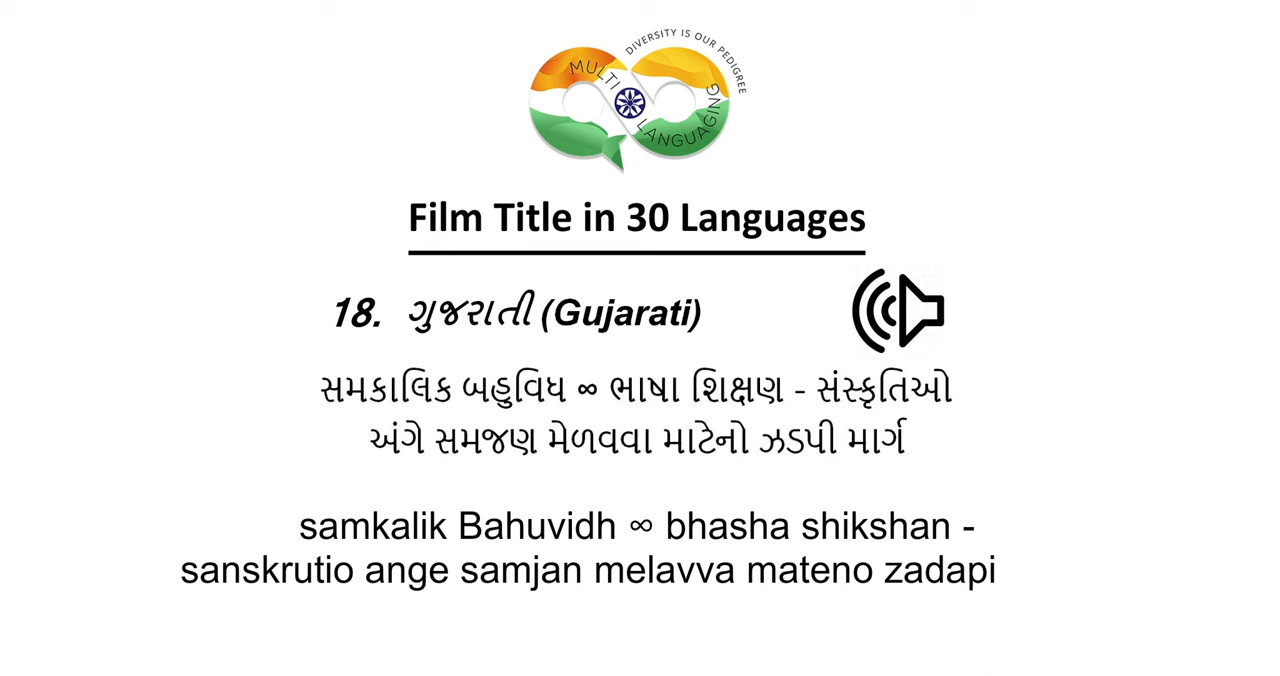 DIVERSITY IS OUR PEDIGREE
MULTI
LANGUAGING
Film Title in 30 Languages
18. ગુજરાતી (Gujarati)
સમકાલિક બહુવિધ ∞ ભાષા શિક્ષણ - સંસ્કૃતિઓ
અંગે સમજણ મેળવવા માટેનો ઝડપી માર્ગ
samkalik Bahuvidh ∞ bhasha shikshan -
sanskrutio ange samjan melavva mateno zadapi